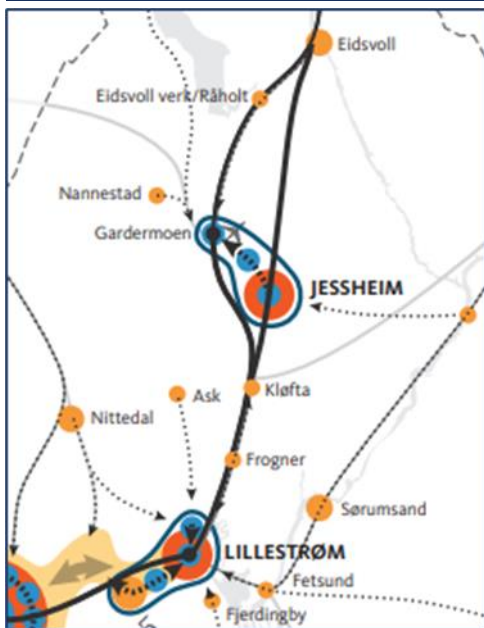 Eidsvoll
Eidsvoll verk/Råholt
Nannestad
Gardermoen
JESSHEIM
Kløfta
Ask
Nittedal
Frogner
Sørumsand
LILLESTRØM
Fetsund
Fjerdingby